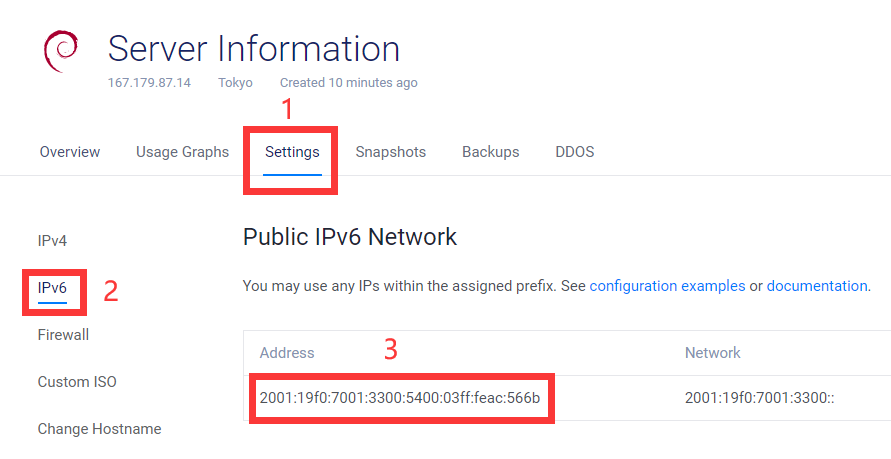 Server Information
167.179.87.14 Tokyo Created 10 minutes ago
1
Overview Usage Graphs Settings Snapshots Backups DDOS
IPv4
Public IPv6 Network
IPv6
2
You may use any IPs within the assigned prefix. See configuration examples or documentation.
Firewall
3
Address Network
Custom ISO
2001:19f0:7001:3300:5400:03ff:feac:566b 2001:19f0:7001:3300::
Change Hostname